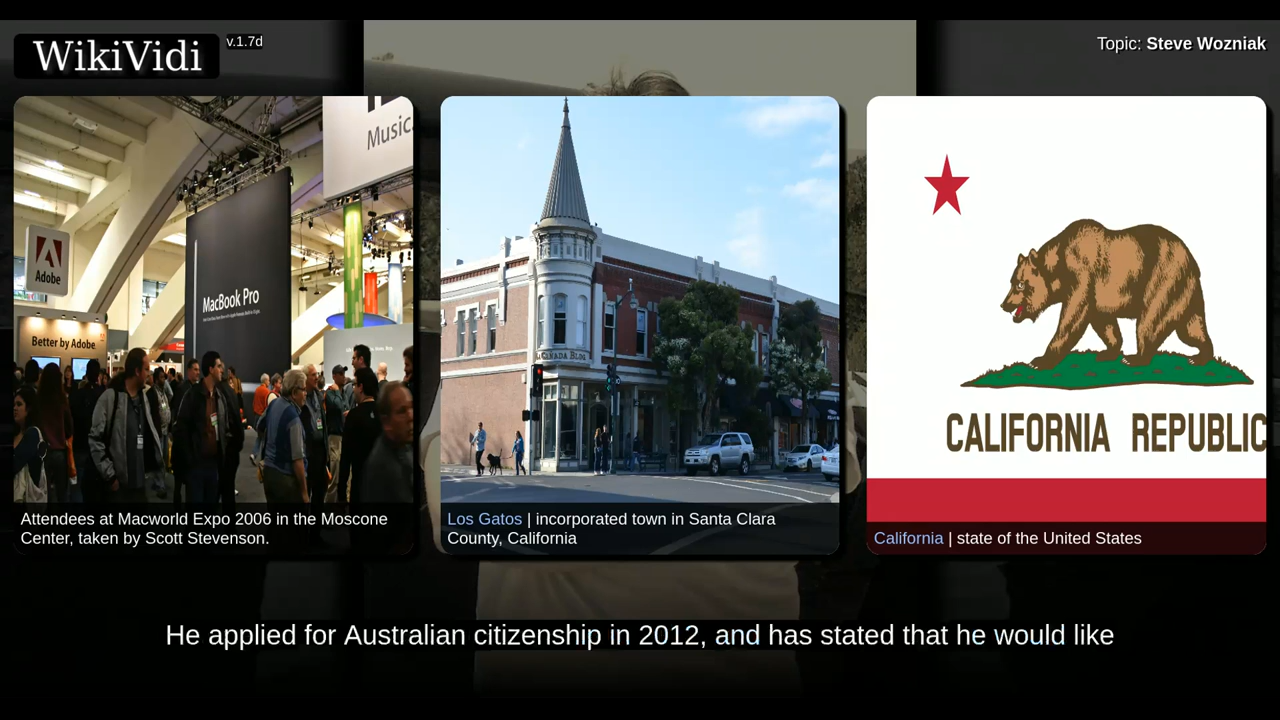 WikiVidi
v.1.7d
Topic: Steve Wozniak
Music.
Adobe
MacBook Pro
Better by Adobe
CALIFORNIA REPUBLIC
Attendees at Macworld Expo 2006 in the Moscone
Center, taken by Scott Stevenson.
Los Gatos | incorporated town in Santa Clara
County, California
California | state of the United States
He applied for Australian citizenship in 2012, and has stated that he would like